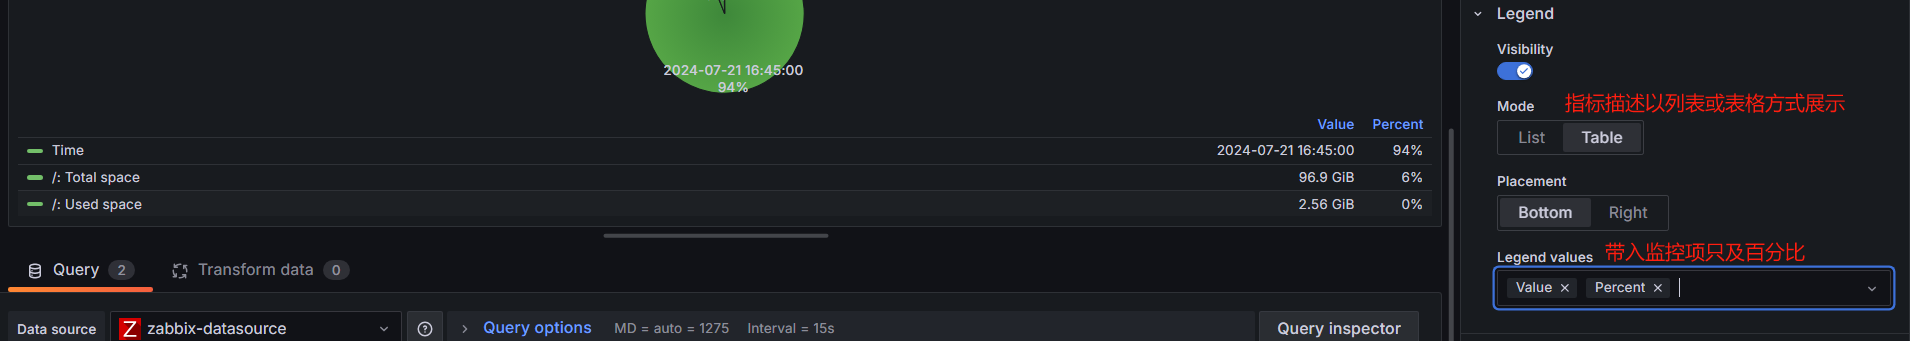 2024-07-21 16:45:00
94%
Value Percent
Time 2024-07-21 16:45:00 94%
/: Total space 96.9 GiB 6%
/: Used space 2.56 GiB 0%
Query 2 Transform data 0
Data source zabbix-datasource Query options MD = auto = 1275 Interval = 15s Query inspector
Legend
Visibility
Mode 指标描述以列表或表格方式展示
List Table
Placement
Bottom Right
Legend values 带入监控项只及百分比
Value Percent